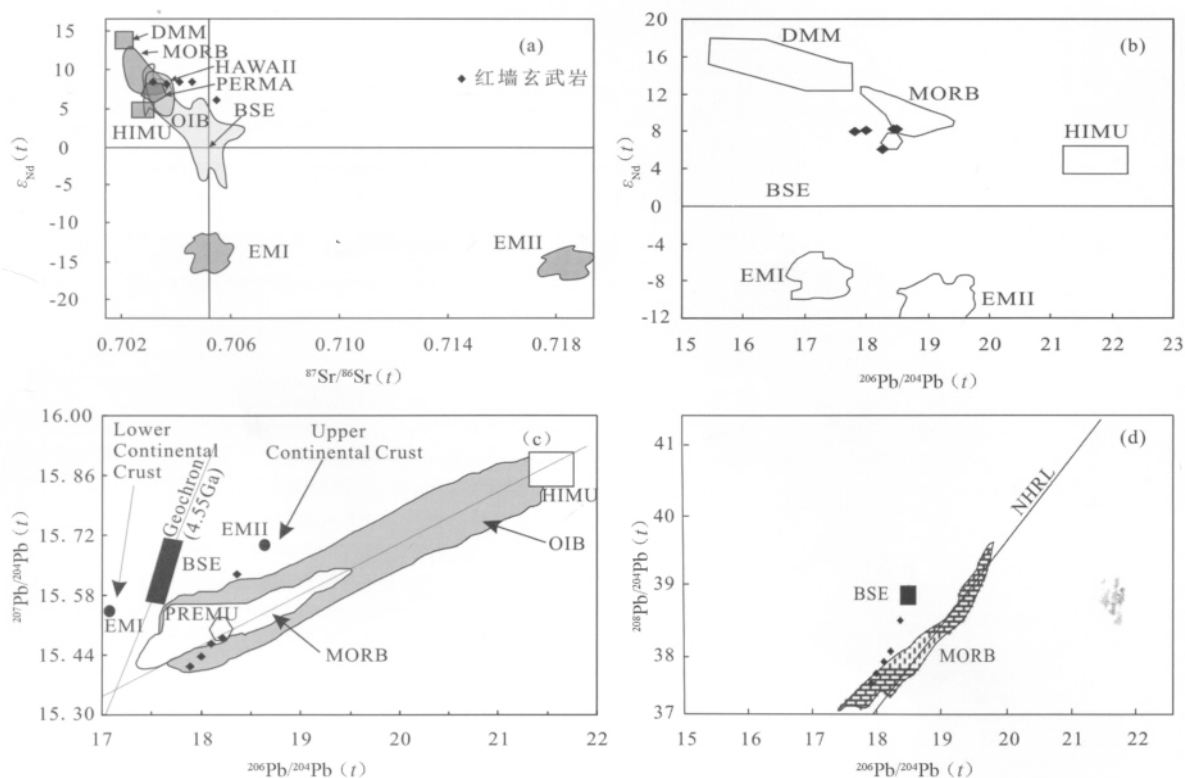 15
10
5
0
-5
-10
-15
-20
0.702
0.706
0.710
0.714
0.718
εNd(t)
87Sr/86Sr(t)
(a)
DMM
MORB
HAWAII
PERMA
红墙玄武岩
BSE
HIMU
OIB
EMI
EMII
20
16
12
8
4
0
-4
-8
-12
15
16
17
18
19
20
21
22
23
εNd(t)
206Pb/204Pb(t)
(b)
DMM
MORB
HIMU
BSE
EMI
EMII
16.00
15.86
15.72
15.58
15.44
15.30
17
18
19
20
21
22
207Pb/204Pb(t)
206Pb/204Pb(t)
(c)
Lower
Continental
Crust
Upper
Continental Crust
Geochron
(4.55Ga)
HIMU
EMII
OIB
BSE
PREMU
EMI
MORB
41
40
39
38
37
15
16
17
18
19
20
21
22
208Pb/204Pb(t)
206Pb/204Pb(t)
(d)
NHRL
BSE
MORB